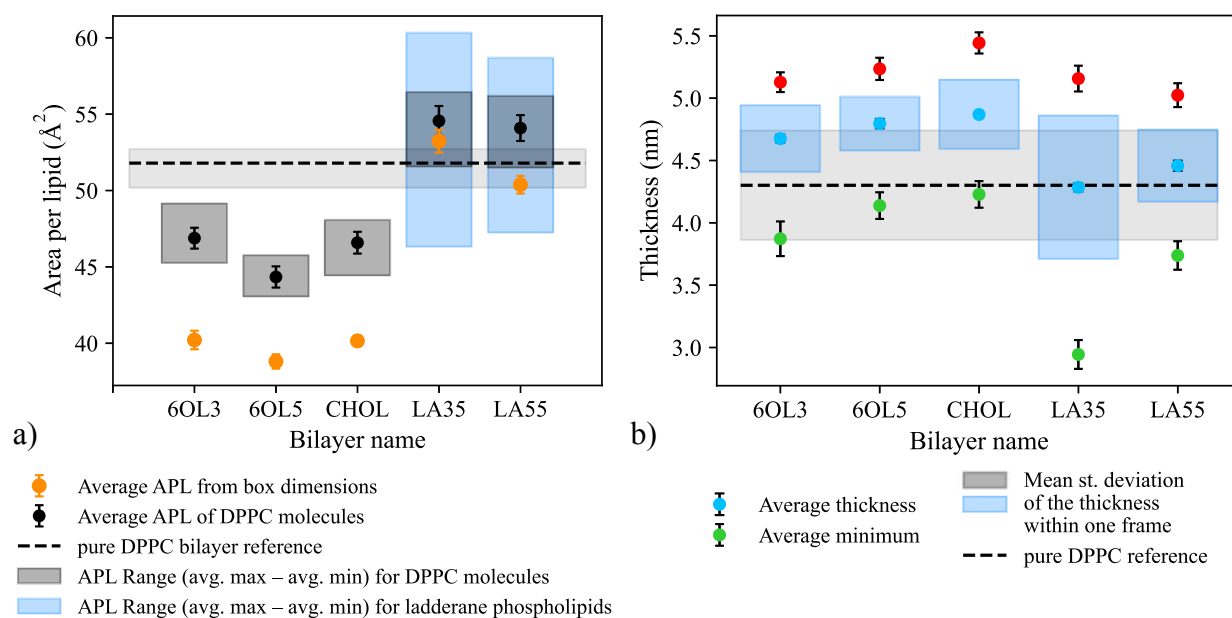 60
55
50
45
40
Area per lipid (Å²)
6OL3
6OL5
CHOL
LA35
LA55
Bilayer name
a)
Average APL from box dimensions
Average APL of DPPC molecules
pure DPPC bilayer reference
APL Range (avg. max – avg. min) for DPPC molecules
APL Range (avg. max – avg. min) for ladderane phospholipids
5.5
5.0
4.5
4.0
3.5
3.0
Thickness (nm)
6OL3
6OL5
CHOL
LA35
LA55
Bilayer name
b)
Average thickness
Average minimum
Mean st. deviation
of the thickness
within one frame
pure DPPC reference